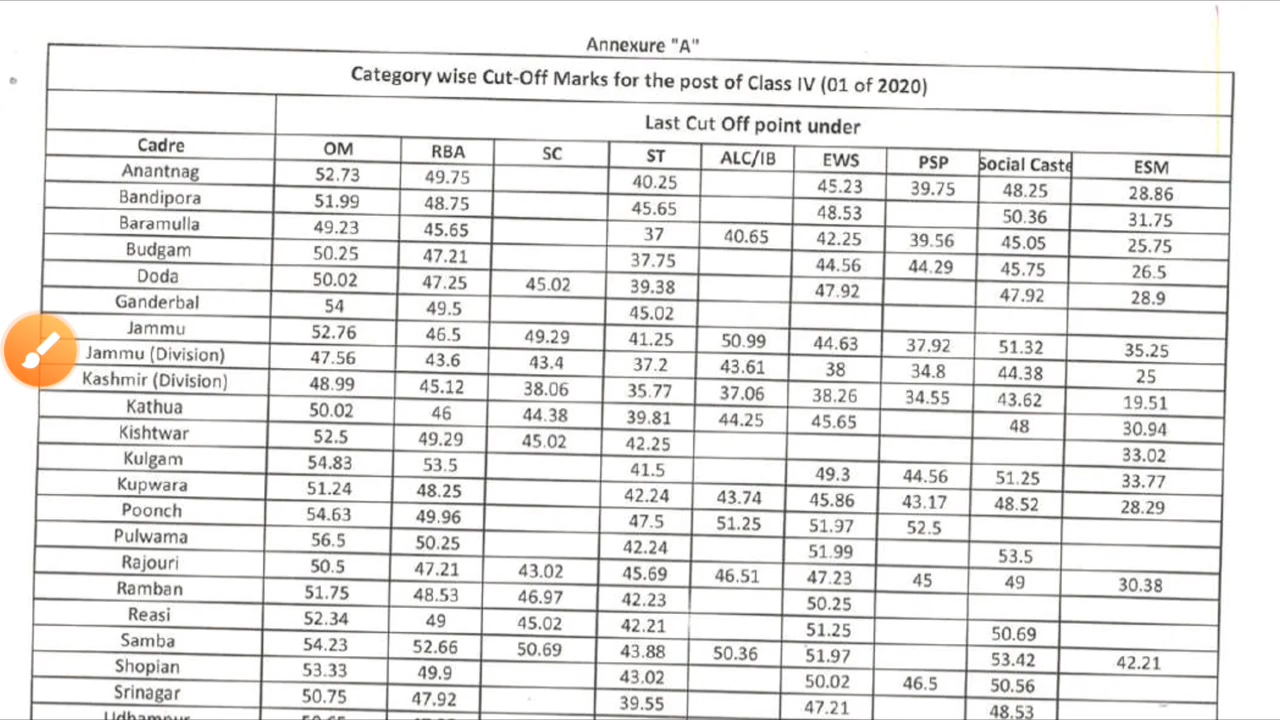 Annexure "A"
Category wise Cut-Off Marks for the post of Class IV (01 of 2020)
Last Cut Off point under
Cadre OM RBA SC ST ALC/IB EWS PSP Social Caste ESM
Anantnag 52.73 49.75 40.25 45.23 39.75 48.25 28.86
Bandipora 51.99 48.75 45.65 48.53 50.36 31.75
Baramulla 49.23 45.65 37 40.65 42.25 39.56 45.05 25.75
Budgam 50.25 47.21 37.75 44.56 44.29 45.75 26.5
Doda 50.02 47.25 45.02 39.38 47.92 47.92 28.9
Ganderbal 54 49.5 45.02
Jammu 52.76 46.5 49.29 41.25 50.99 44.63 37.92 51.32 35.25
Jammu (Division) 47.56 43.6 43.4 37.2 43.61 38 34.8 44.38 25
Kashmir (Division) 48.99 45.12 38.06 35.77 37.06 38.26 34.55 43.62 19.51
Kathua 50.02 46 44.38 39.81 44.25 45.65 48 30.94
Kishtwar 52.5 49.29 45.02 42.25 33.02
Kulgam 54.83 53.5 41.5 49.3 44.56 51.25 33.77
Kupwara 51.24 48.25 42.24 43.74 45.86 43.17 48.52 28.29
Poonch 54.63 49.96 47.5 51.25 51.97 52.5
Pulwama 56.5 50.25 42.24 51.99 53.5
Rajouri 50.5 47.21 43.02 45.69 46.51 47.23 45 49 30.38
Ramban 51.75 48.53 46.97 42.23 50.25
Reasi 52.34 49 45.02 42.21 51.25 50.69
Samba 54.23 52.66 50.69 43.88 50.36 51.97 53.42 42.21
Shopian 53.33 49.9 43.02 50.02 46.5 50.56
Srinagar 50.75 47.92 39.55 47.21 48.53